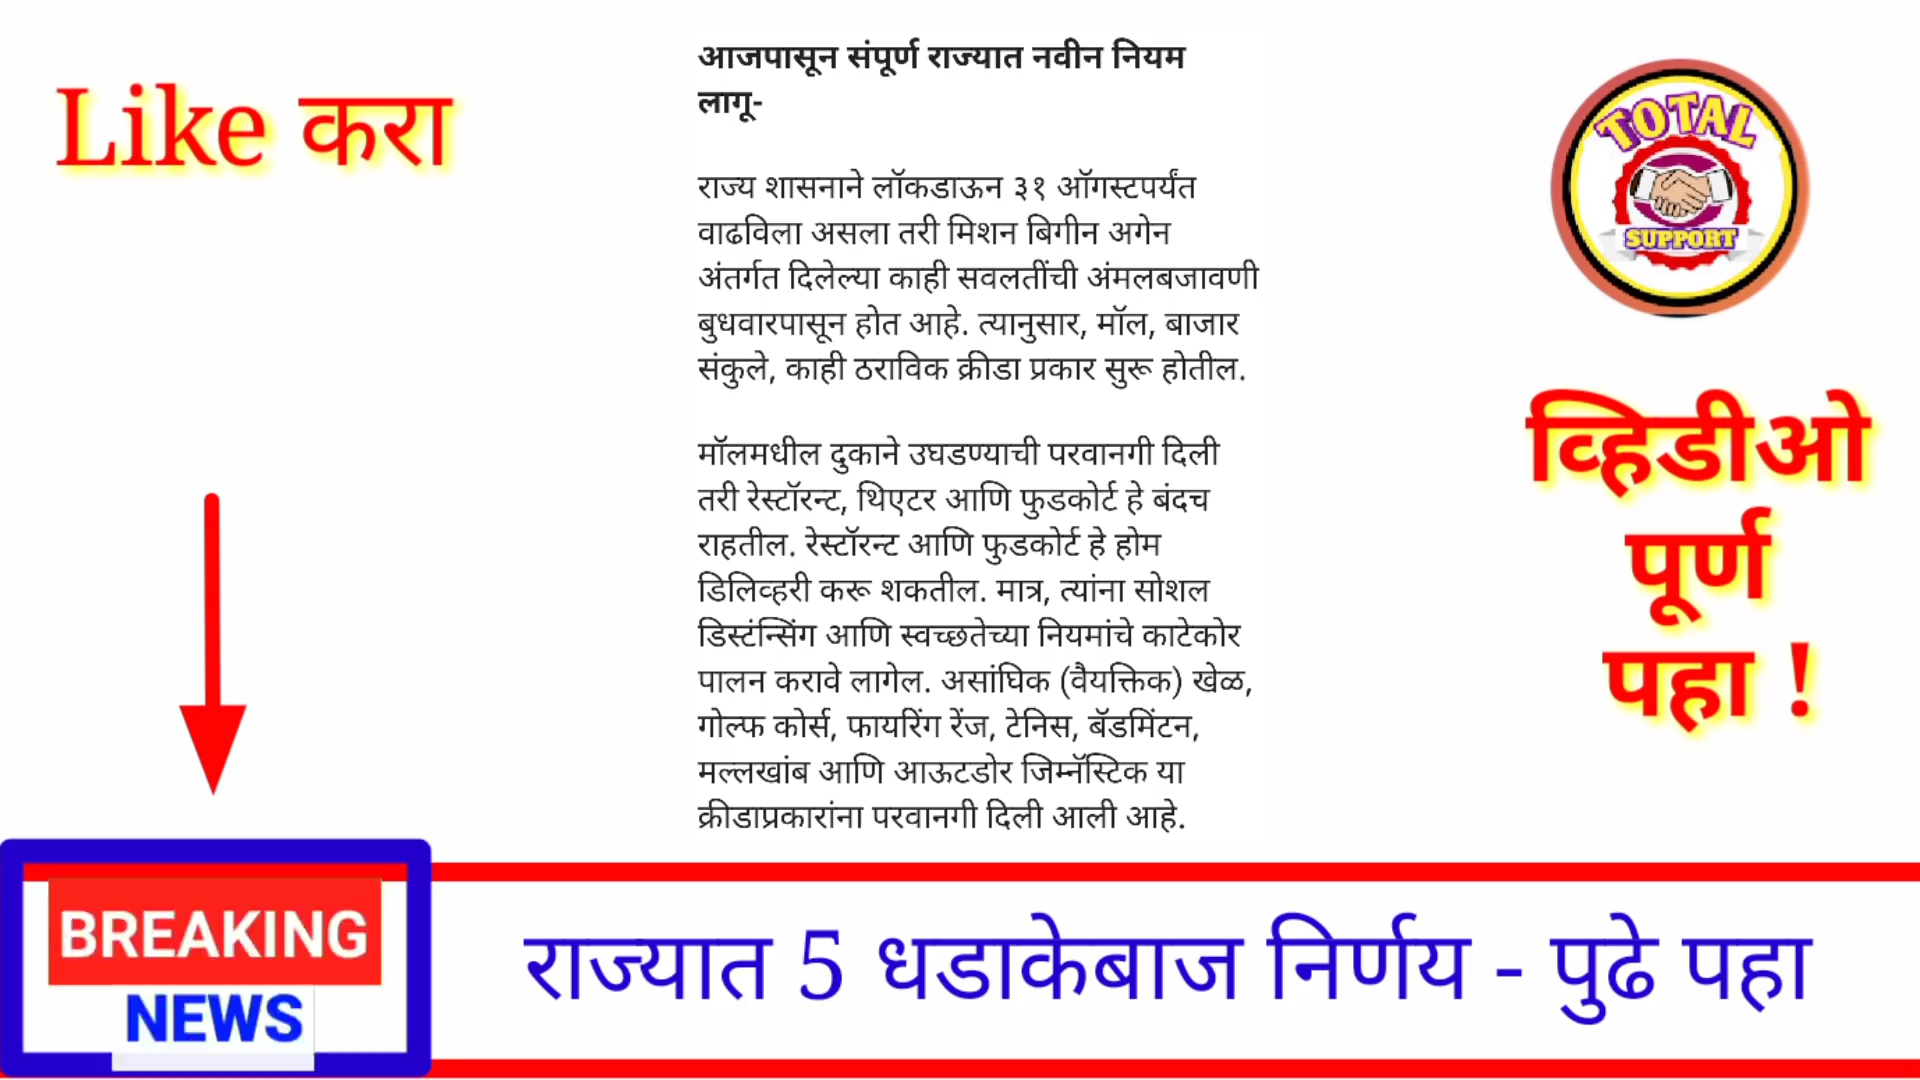 Like करा
आजपासून संपूर्ण राज्यात नवीन नियम
लागू-
राज्य शासनाने लॉकडाऊन ३१ ऑगस्टपर्यंत
वाढविला असला तरी मिशन बिगीन अगेन
अंतर्गत दिलेल्या काही सवलतींची अंमलबजावणी
बुधवारपासून होत आहे. त्यानुसार, मॉल, बाजार
संकुले, काही ठराविक क्रीडा प्रकार सुरू होतील.
मॉलमधील दुकाने उघडण्याची परवानगी दिली
तरी रेस्टॉरन्ट, थिएटर आणि फुडकोर्ट हे बंदच
राहतील. रेस्टॉरन्ट आणि फुडकोर्ट हे होम
डिलिव्हरी करू शकतील. मात्र, त्यांना सोशल
डिस्टंन्सिंग आणि स्वच्छतेच्या नियमांचे काटेकोर
पालन करावे लागेल. असांघिक (वैयक्तिक) खेळ,
गोल्फ कोर्स, फायरिंग रेंज, टेनिस, बॅडमिंटन,
मल्लखांब आणि आऊटडोर जिम्नॅस्टिक या
क्रीडाप्रकारांना परवानगी दिली आली आहे.
TOTAL
SUPPORT
व्हिडीओ
पूर्ण
पहा !
BREAKING
NEWS
राज्यात 5 धडाकेबाज निर्णय - पुढे पहा